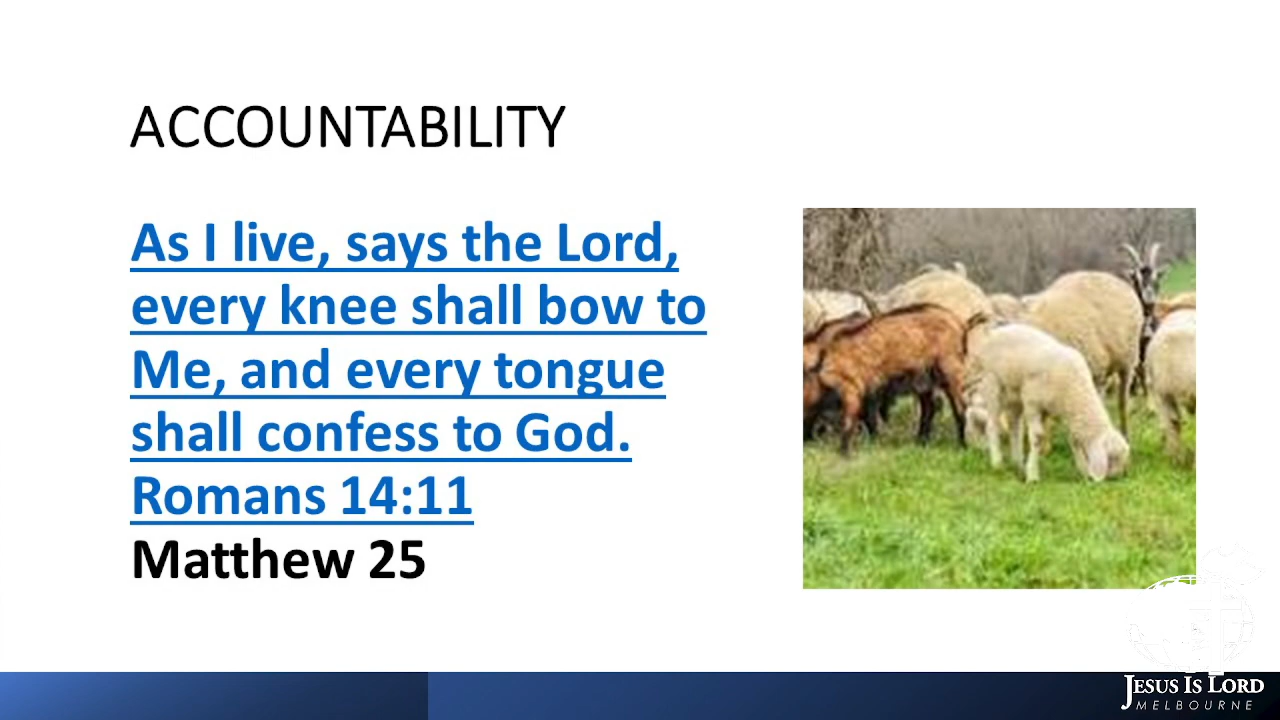 ACCOUNTABILITY
As I live, says the Lord,
every knee shall bow to
Me, and every tongue
shall confess to God.
Romans 14:11
Matthew 25
JESUS IS LORD
MELBOURNE